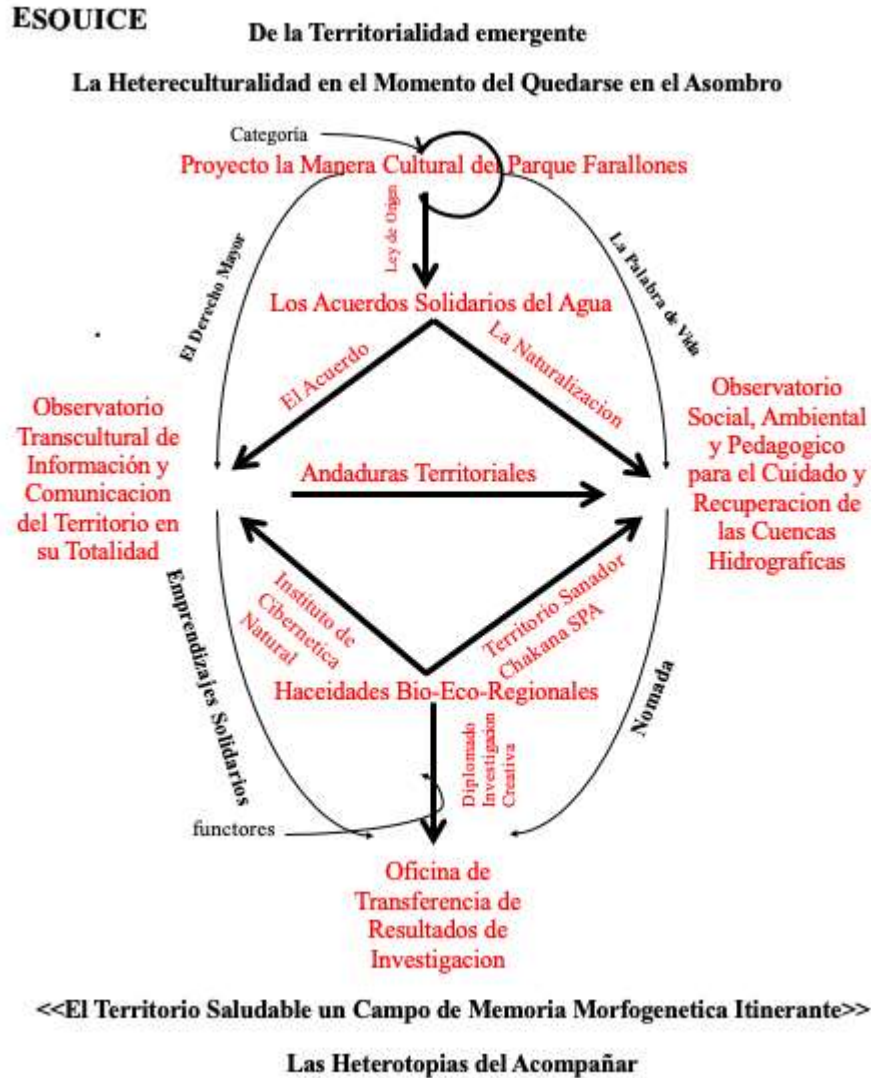 ESQUICE
De la Territorialidad emergente
La Hetereculturalidad en el Momento del Quedarse en el Asombro
Categoría
Proyecto la Manera Cultural del Parque Farallones
Ley de Origen
El Derecho Mayor
La Palabra de Vida
Los Acuerdos Solidarios del Agua
El Acuerdo
La Naturalizacion
Observatorio
Transcultural de
Información y
Comunicacion
del Territorio en
su Totalidad
Andaduras Territoriales
Observatorio
Social, Ambiental
y Pedagogico
para el Cuidado y
Recuperacion de
las Cuencas
Hidrograficas
Instituto de
Cibernetica
Natural
Territorio Sanador
Chakana SPA
Haceidades Bio-Eco-Regionales
Emprendizajes Solidarios
Nomada
Diplomado
Investigacion
Creativa
functores
Oficina de
Transferencia de
Resultados de
Investigacion
<<El Territorio Saludable un Campo de Memoria Morfogenetica Itinerante>>
Las Heterotopias del Acompañar